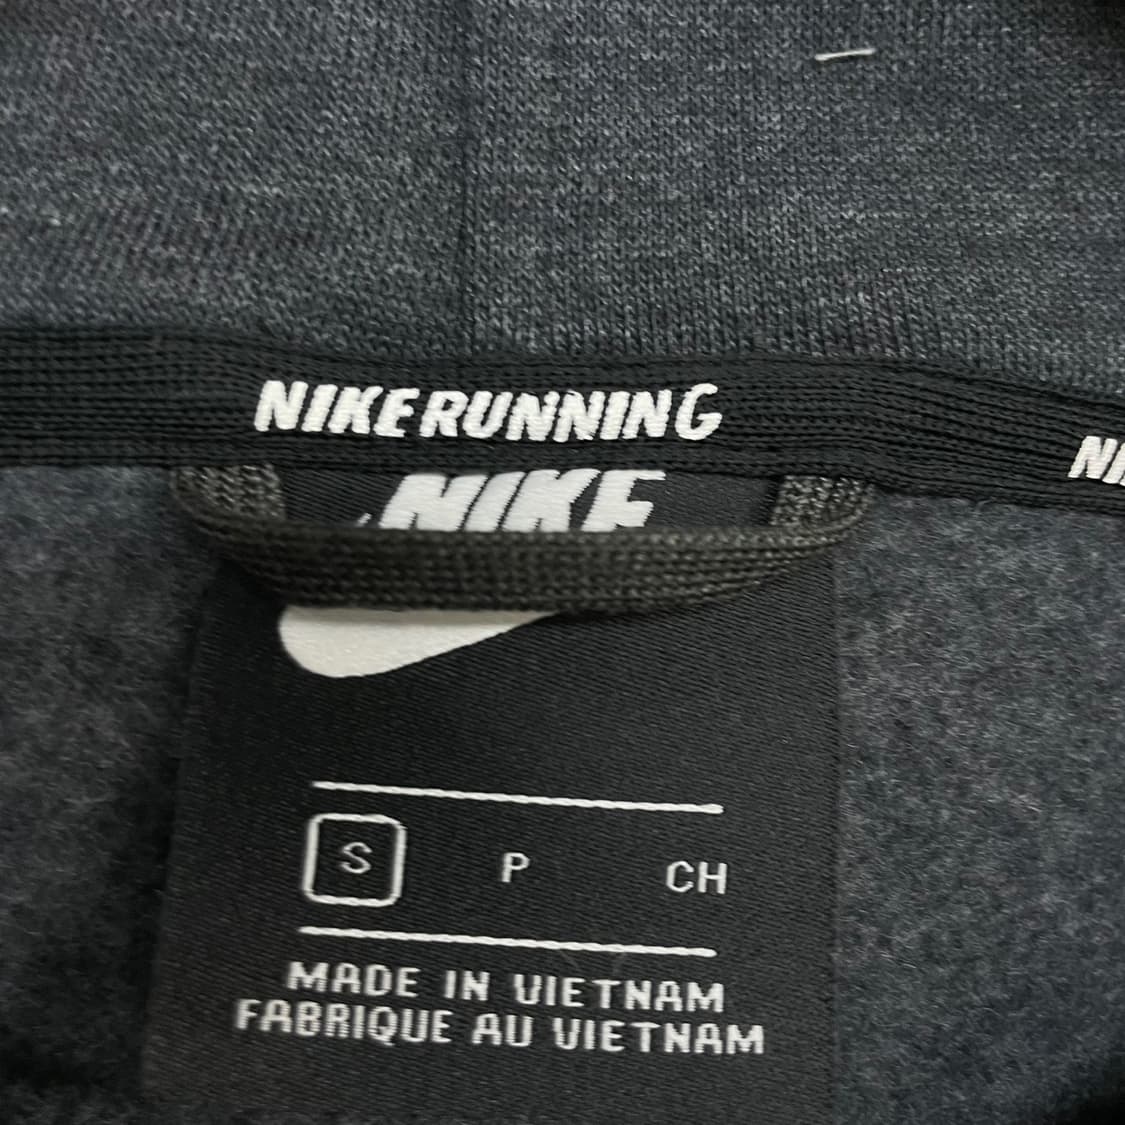 NIKE RUNNING
NIKE
S P CH
MADE IN VIETNAM
FABRIQUE AU VIETNAM